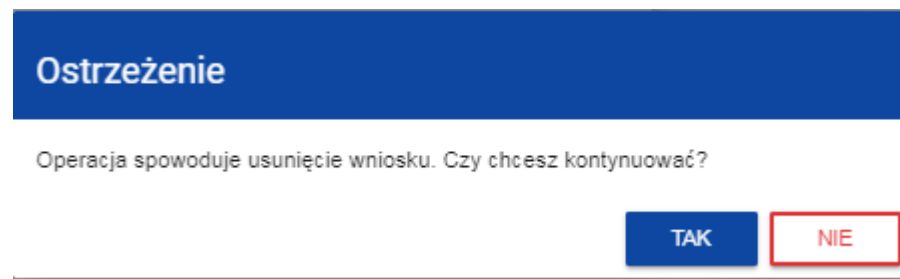 Ostrzeżenie
Operacja spowoduje usunięcie wniosku. Czy chcesz kontynuować?
TAK NIE